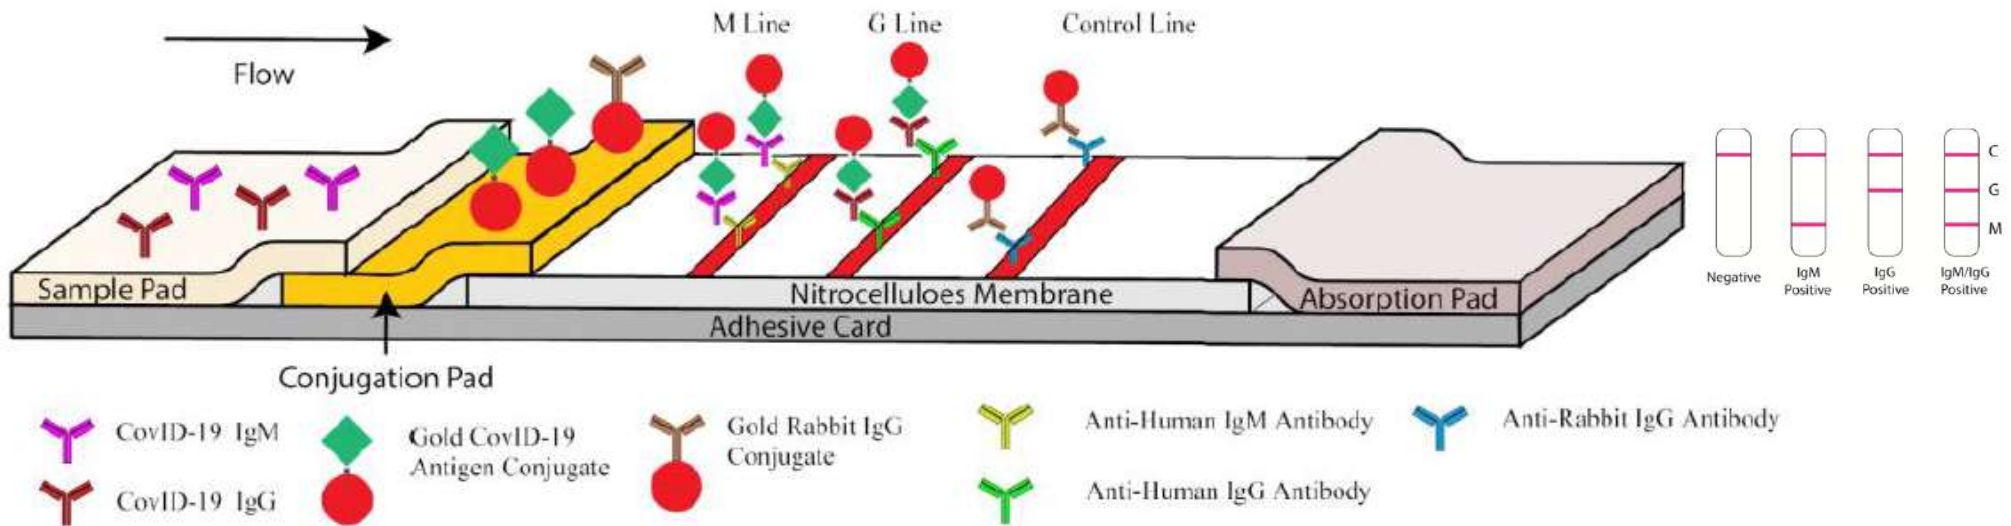 M Line
G Line
Control Line
Flow
Sample Pad
Nitrocelluloes Membrane
Absorption Pad
Adhesive Card
Conjugation Pad
C
G
M
Negative
IgM
Positive
IgG
Positive
IgM/IgG
Positive
CovID-19 IgM
CovID-19 IgG
Gold CovID-19
Antigen Conjugate
Gold Rabbit IgG
Conjugate
Anti-Human IgM Antibody
Anti-Human IgG Antibody
Anti-Rabbit IgG Antibody